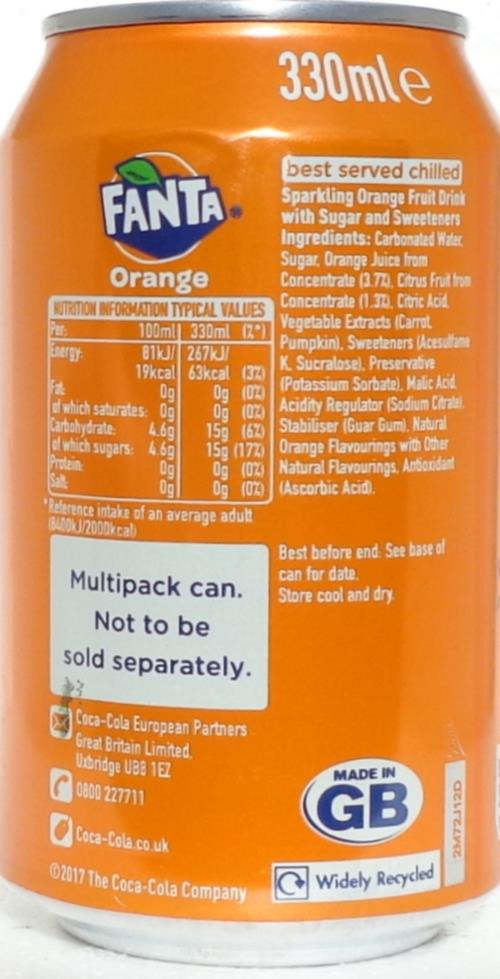 330ml℮
FANTA®
Orange
NUTRITION INFORMATION TYPICAL VALUES
Per: 100ml 330ml (%*)
Energy: 81kJ/ 267kJ/
19kcal 63kcal (3%)
Fat: 0g 0g (0%)
of which saturates: 0g 0g (0%)
Carbohydrate: 4.6g 15g (6%)
of which sugars: 4.6g 15g (17%)
Protein: 0g 0g (0%)
Salt: 0g 0g (0%)
*Reference intake of an average adult
(8400kJ/2000kcal)
Multipack can.
Not to be
sold separately.
Coca-Cola European Partners
Great Britain Limited,
Uxbridge UB8 1EZ
0800 227711
Coca-Cola.co.uk
©2017 The Coca-Cola Company
best served chilled
Sparkling Orange Fruit Drink
with Sugar and Sweeteners
Ingredients: Carbonated Water,
Sugar, Orange Juice from
Concentrate (3.7%), Citrus Fruit from
Concentrate (1.3%), Citric Acid,
Vegetable Extracts (Carrot,
Pumpkin), Sweeteners (Acesulfame
K, Sucralose), Preservative
(Potassium Sorbate), Malic Acid,
Acidity Regulator (Sodium Citrate),
Stabiliser (Guar Gum), Natural
Orange Flavourings with Other
Natural Flavourings, Antioxidant
(Ascorbic Acid).
Best before end: See base of
can for date.
Store cool and dry.
MADE IN
GB
2M72J12D
Widely Recycled